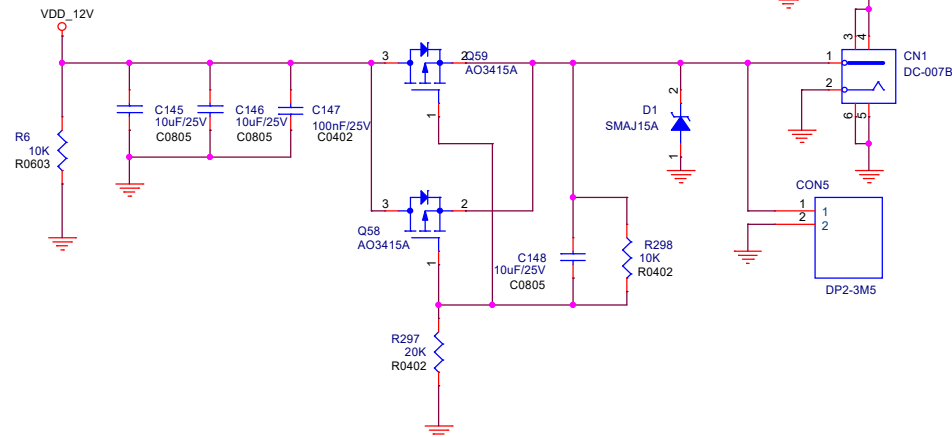 VDD_12V
3
2
Q59
AO3415A
1
3
4
1
2
6
5
CN1
DC-007B
R6
10K
R0603
C145
10uF/25V
C0805
C146
10uF/25V
C0805
C147
100nF/25V
C0402
D1
SMAJ15A
2
1
3
2
Q58
AO3415A
1
C148
10uF/25V
C0805
R298
10K
R0402
CON5
1
2
1
2
DP2-3M5
R297
20K
R0402